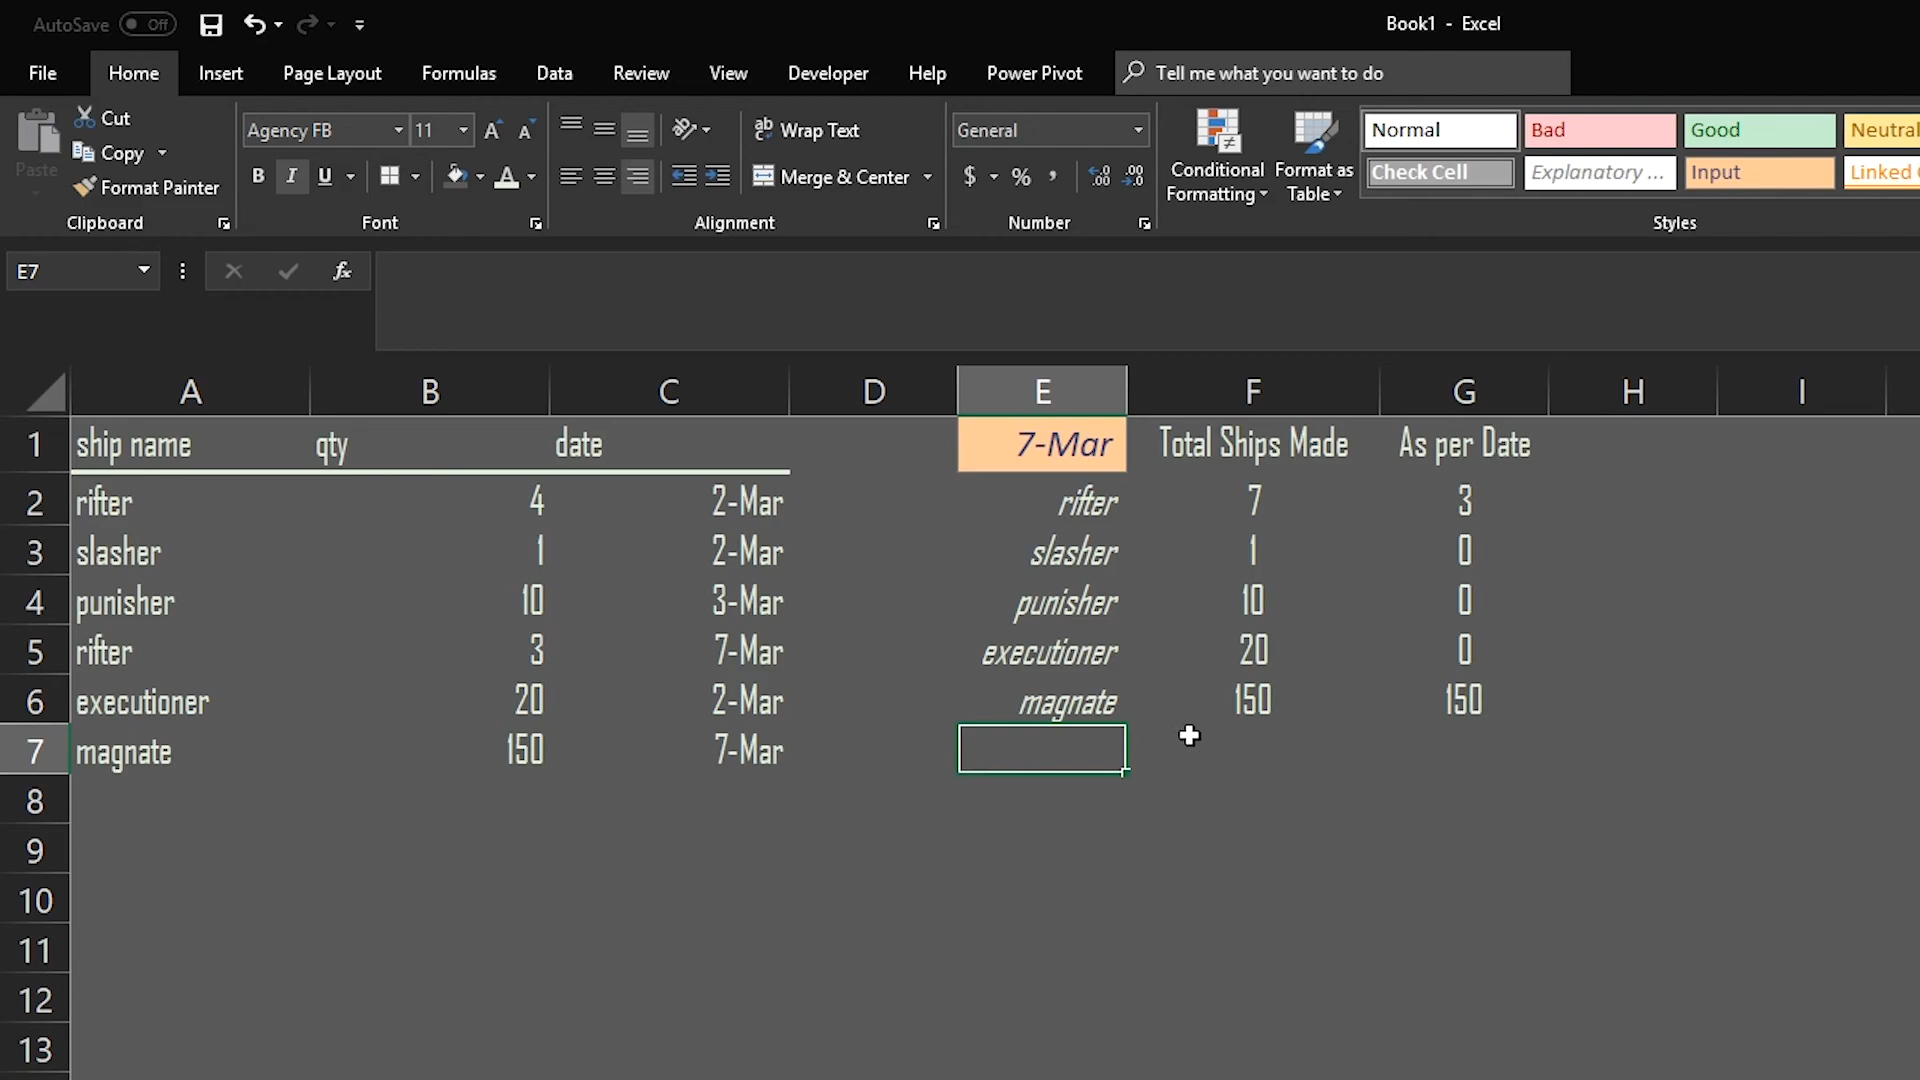 AutoSave Off Book1 - Excel
File Home Insert Page Layout Formulas Data Review View Developer Help Power Pivot Tell me what you want to do
Paste
Cut
Copy
Format Painter
Clipboard
Agency FB 11
B I U
Font
ab Wrap Text
Merge & Center
Alignment
General
$ % ,
Number
Conditional Formatting
Format as Table
Normal Bad Good Neutral
Check Cell Explanatory ... Input Linked
Styles
E7 fx
A B C D E F G H I
1 ship name qty date 7-Mar Total Ships Made As per Date
2 rifter 4 2-Mar rifter 7 3
3 slasher 1 2-Mar slasher 1 0
4 punisher 10 3-Mar punisher 10 0
5 rifter 3 7-Mar executioner 20 0
6 executioner 20 2-Mar magnate 150 150
7 magnate 150 7-Mar
8
9
10
11
12
13